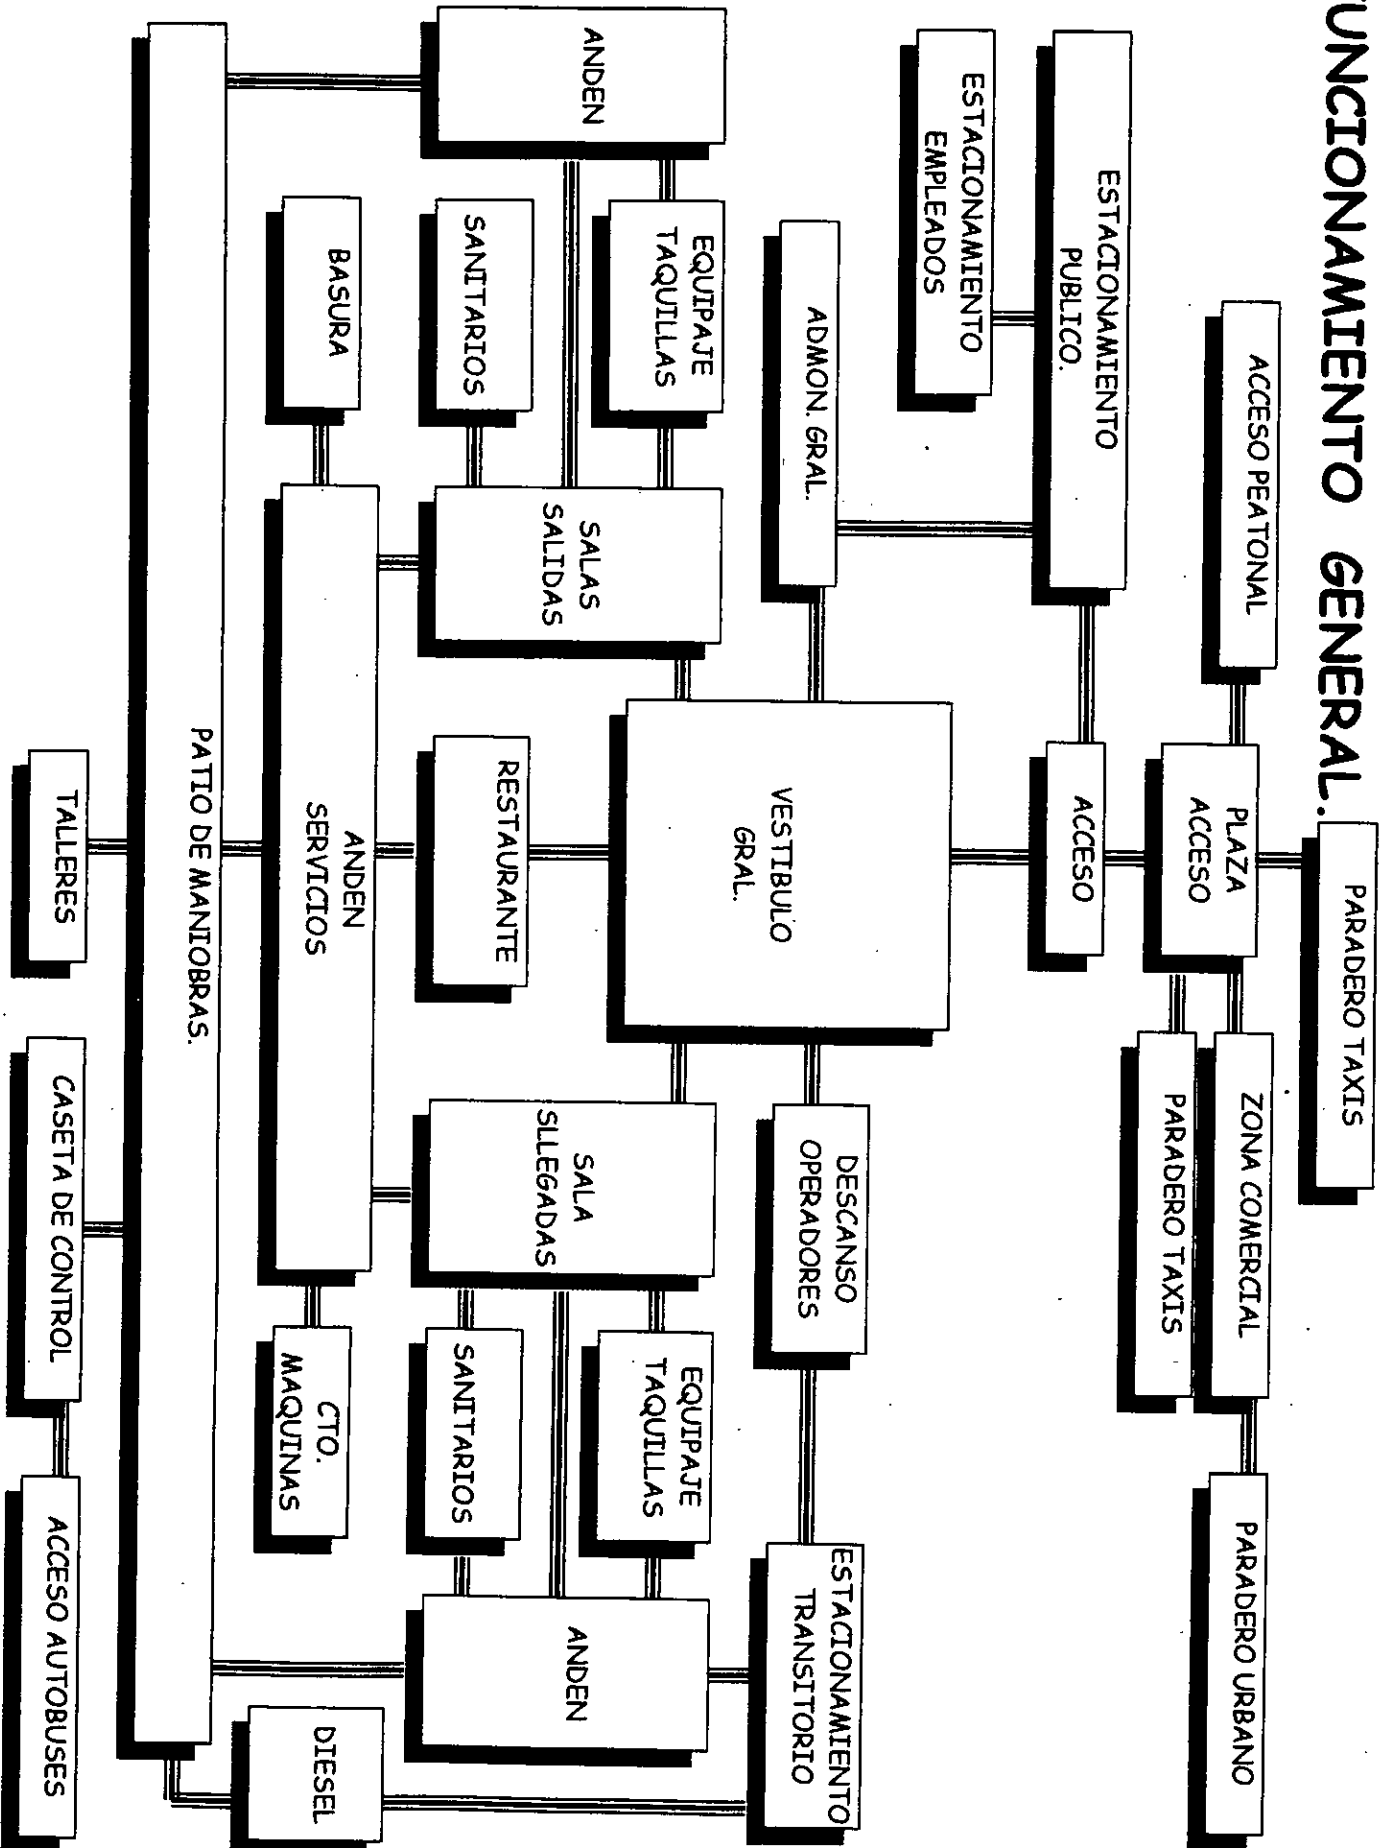 FUNCIONAMIENTO GENERAL.
PARADERO TAXIS
ACCESO PEATONAL
PLAZA
ACCESO
ZONA COMERCIAL
PARADERO TAXIS
PARADERO URBANO
ESTACIONAMIENTO
PUBLICO.
ACCESO
ESTACIONAMIENTO
EMPLEADOS
ADMON. GRAL.
VESTIBULO
GRAL.
DESCANSO
OPERADORES
ESTACIONAMIENTO
TRANSITORIO
ANDEN
EQUIPAJE
TAQUILLAS
SANITARIOS
SALAS
SALIDAS
RESTAURANTE
SALA
SLLEGADAS
EQUIPAJE
TAQUILLAS
SANITARIOS
ANDEN
BASURA
ANDEN
SERVICIOS
CTO.
MAQUINAS
DIESEL
PATIO DE MANIOBRAS.
TALLERES
CASETA DE CONTROL
ACCESO AUTOBUSES